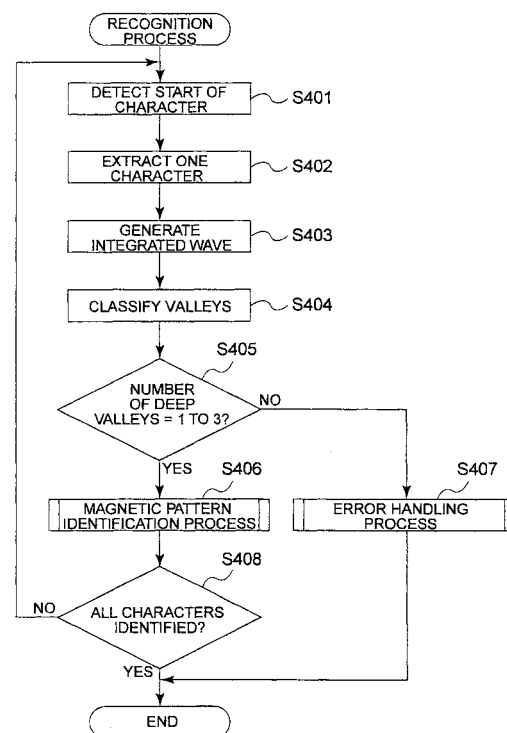 RECOGNITION
PROCESS
DETECT START OF
CHARACTER
S401
EXTRACT ONE
CHARACTER
S402
GENERATE
INTEGRATED WAVE
S403
CLASSIFY VALLEYS
S404
S405
NUMBER
OF DEEP
VALLEYS = 1 TO 3?
NO
YES
S406
MAGNETIC PATTERN
IDENTIFICATION PROCESS
S407
ERROR HANDLING
PROCESS
S408
NO
ALL CHARACTERS
IDENTIFIED?
YES
END